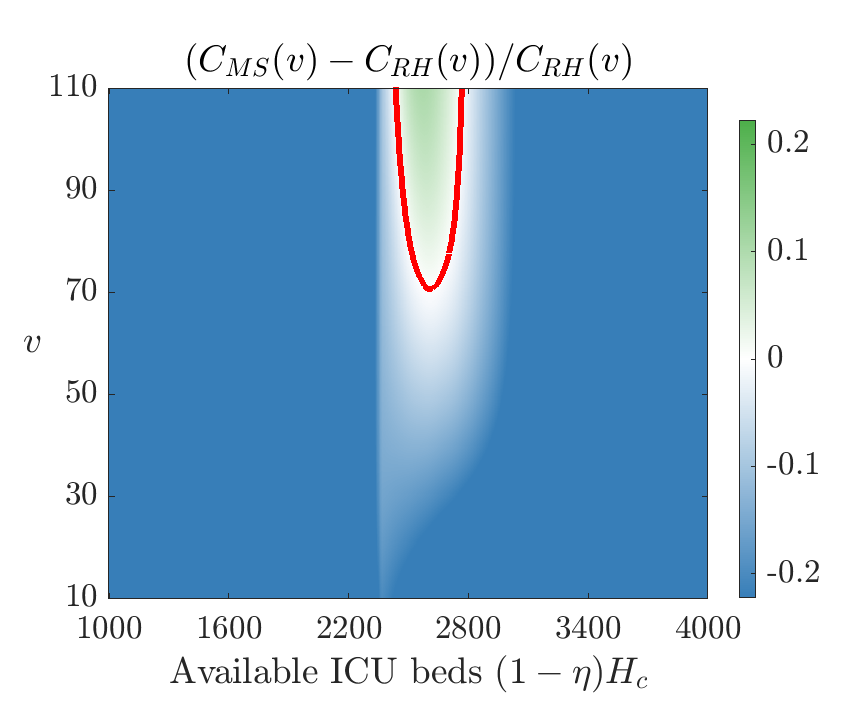 (C_{MS}(v) − C_{RH}(v))/C_{RH}(v)
110
90
70
50
30
10
v
1000 1600 2200 2800 3400 4000
Available ICU beds (1 − η)H_c
0.2
0.1
0
-0.1
-0.2